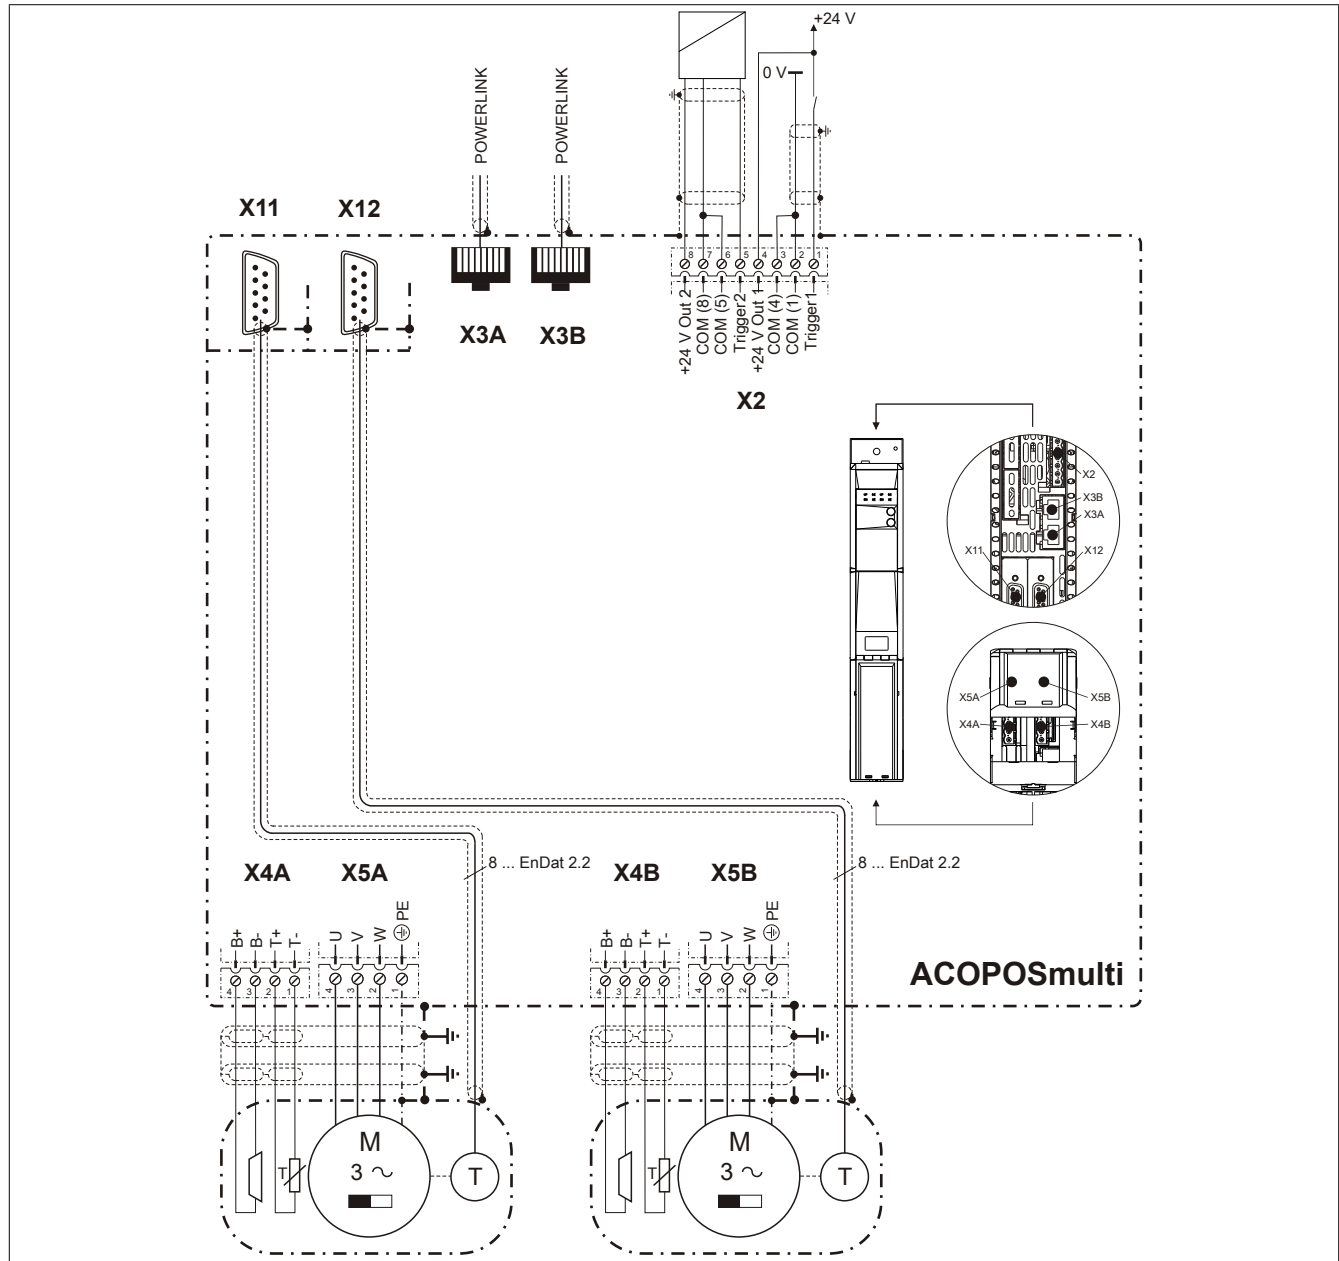 +24 V
0 V
POWERLINK
POWERLINK
X11
X12
X3A
X3B
8
7
6
5
4
3
2
1
+24 V Out 2
COM (8)
COM (5)
Trigger2
+24 V Out 1
COM (4)
COM (1)
Trigger1
X2
X2
X3B
X3A
X11
X12
X5A
X5B
X4A
X4B
8 ... EnDat 2.2
8 ... EnDat 2.2
X4A
X5A
X4B
X5B
B+
B-
T+
T-
U
V
W
PE
B+
B-
T+
T-
U
V
W
PE
4
3
2
1
4
3
2
1
4
3
2
1
4
3
2
1
ACOPOSmulti
T
M
3 ~
T
T
M
3 ~
T